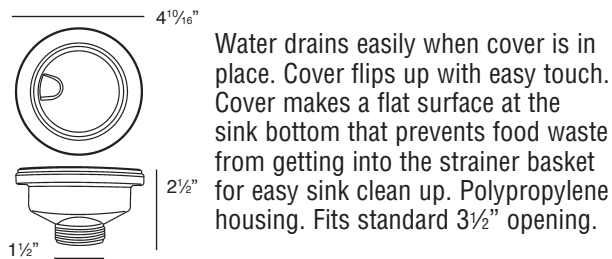 4¹⁰⁄₁₆”
Water drains easily when cover is in
place. Cover flips up with easy touch.
Cover makes a flat surface at the
sink bottom that prevents food waste
from getting into the strainer basket
for easy sink clean up. Polypropylene
housing. Fits standard 3½” opening.
2½”
1½”